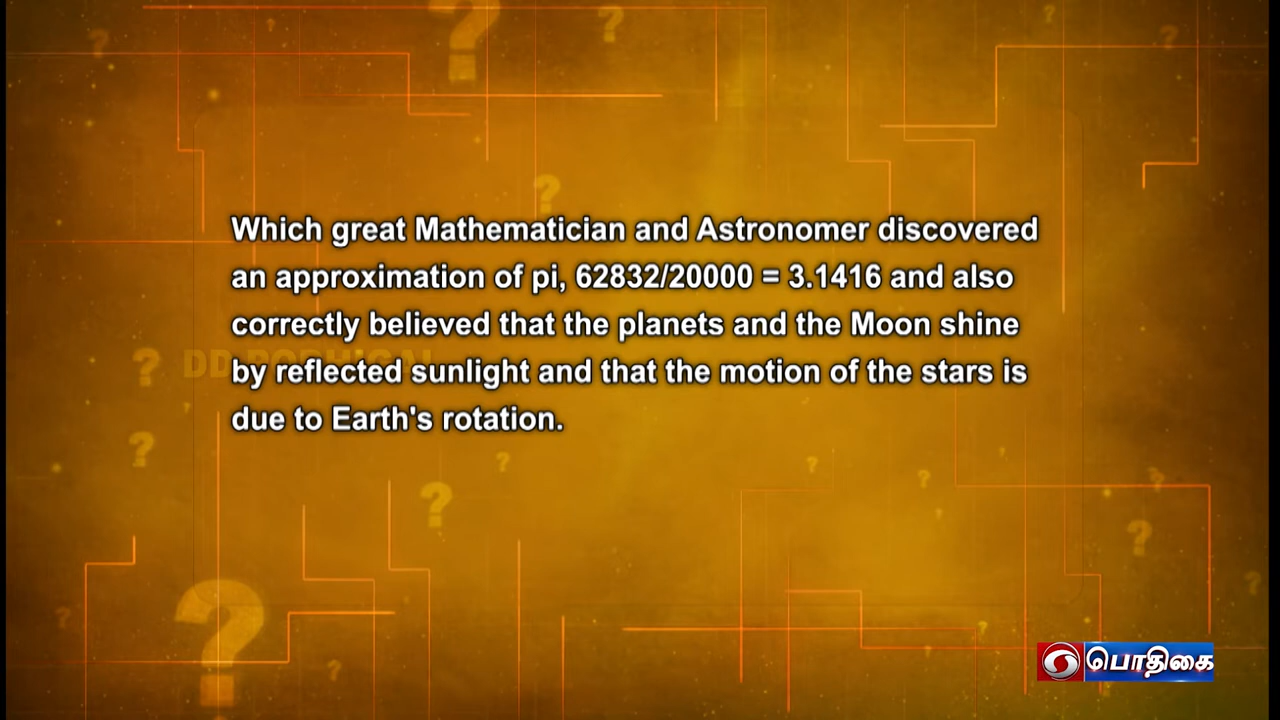 Which great Mathematician and Astronomer discovered
an approximation of pi, 62832/20000 = 3.1416 and also
correctly believed that the planets and the Moon shine
DD PODHIGAI
by reflected sunlight and that the motion of the stars is
due to Earth's rotation.
பொதிகை